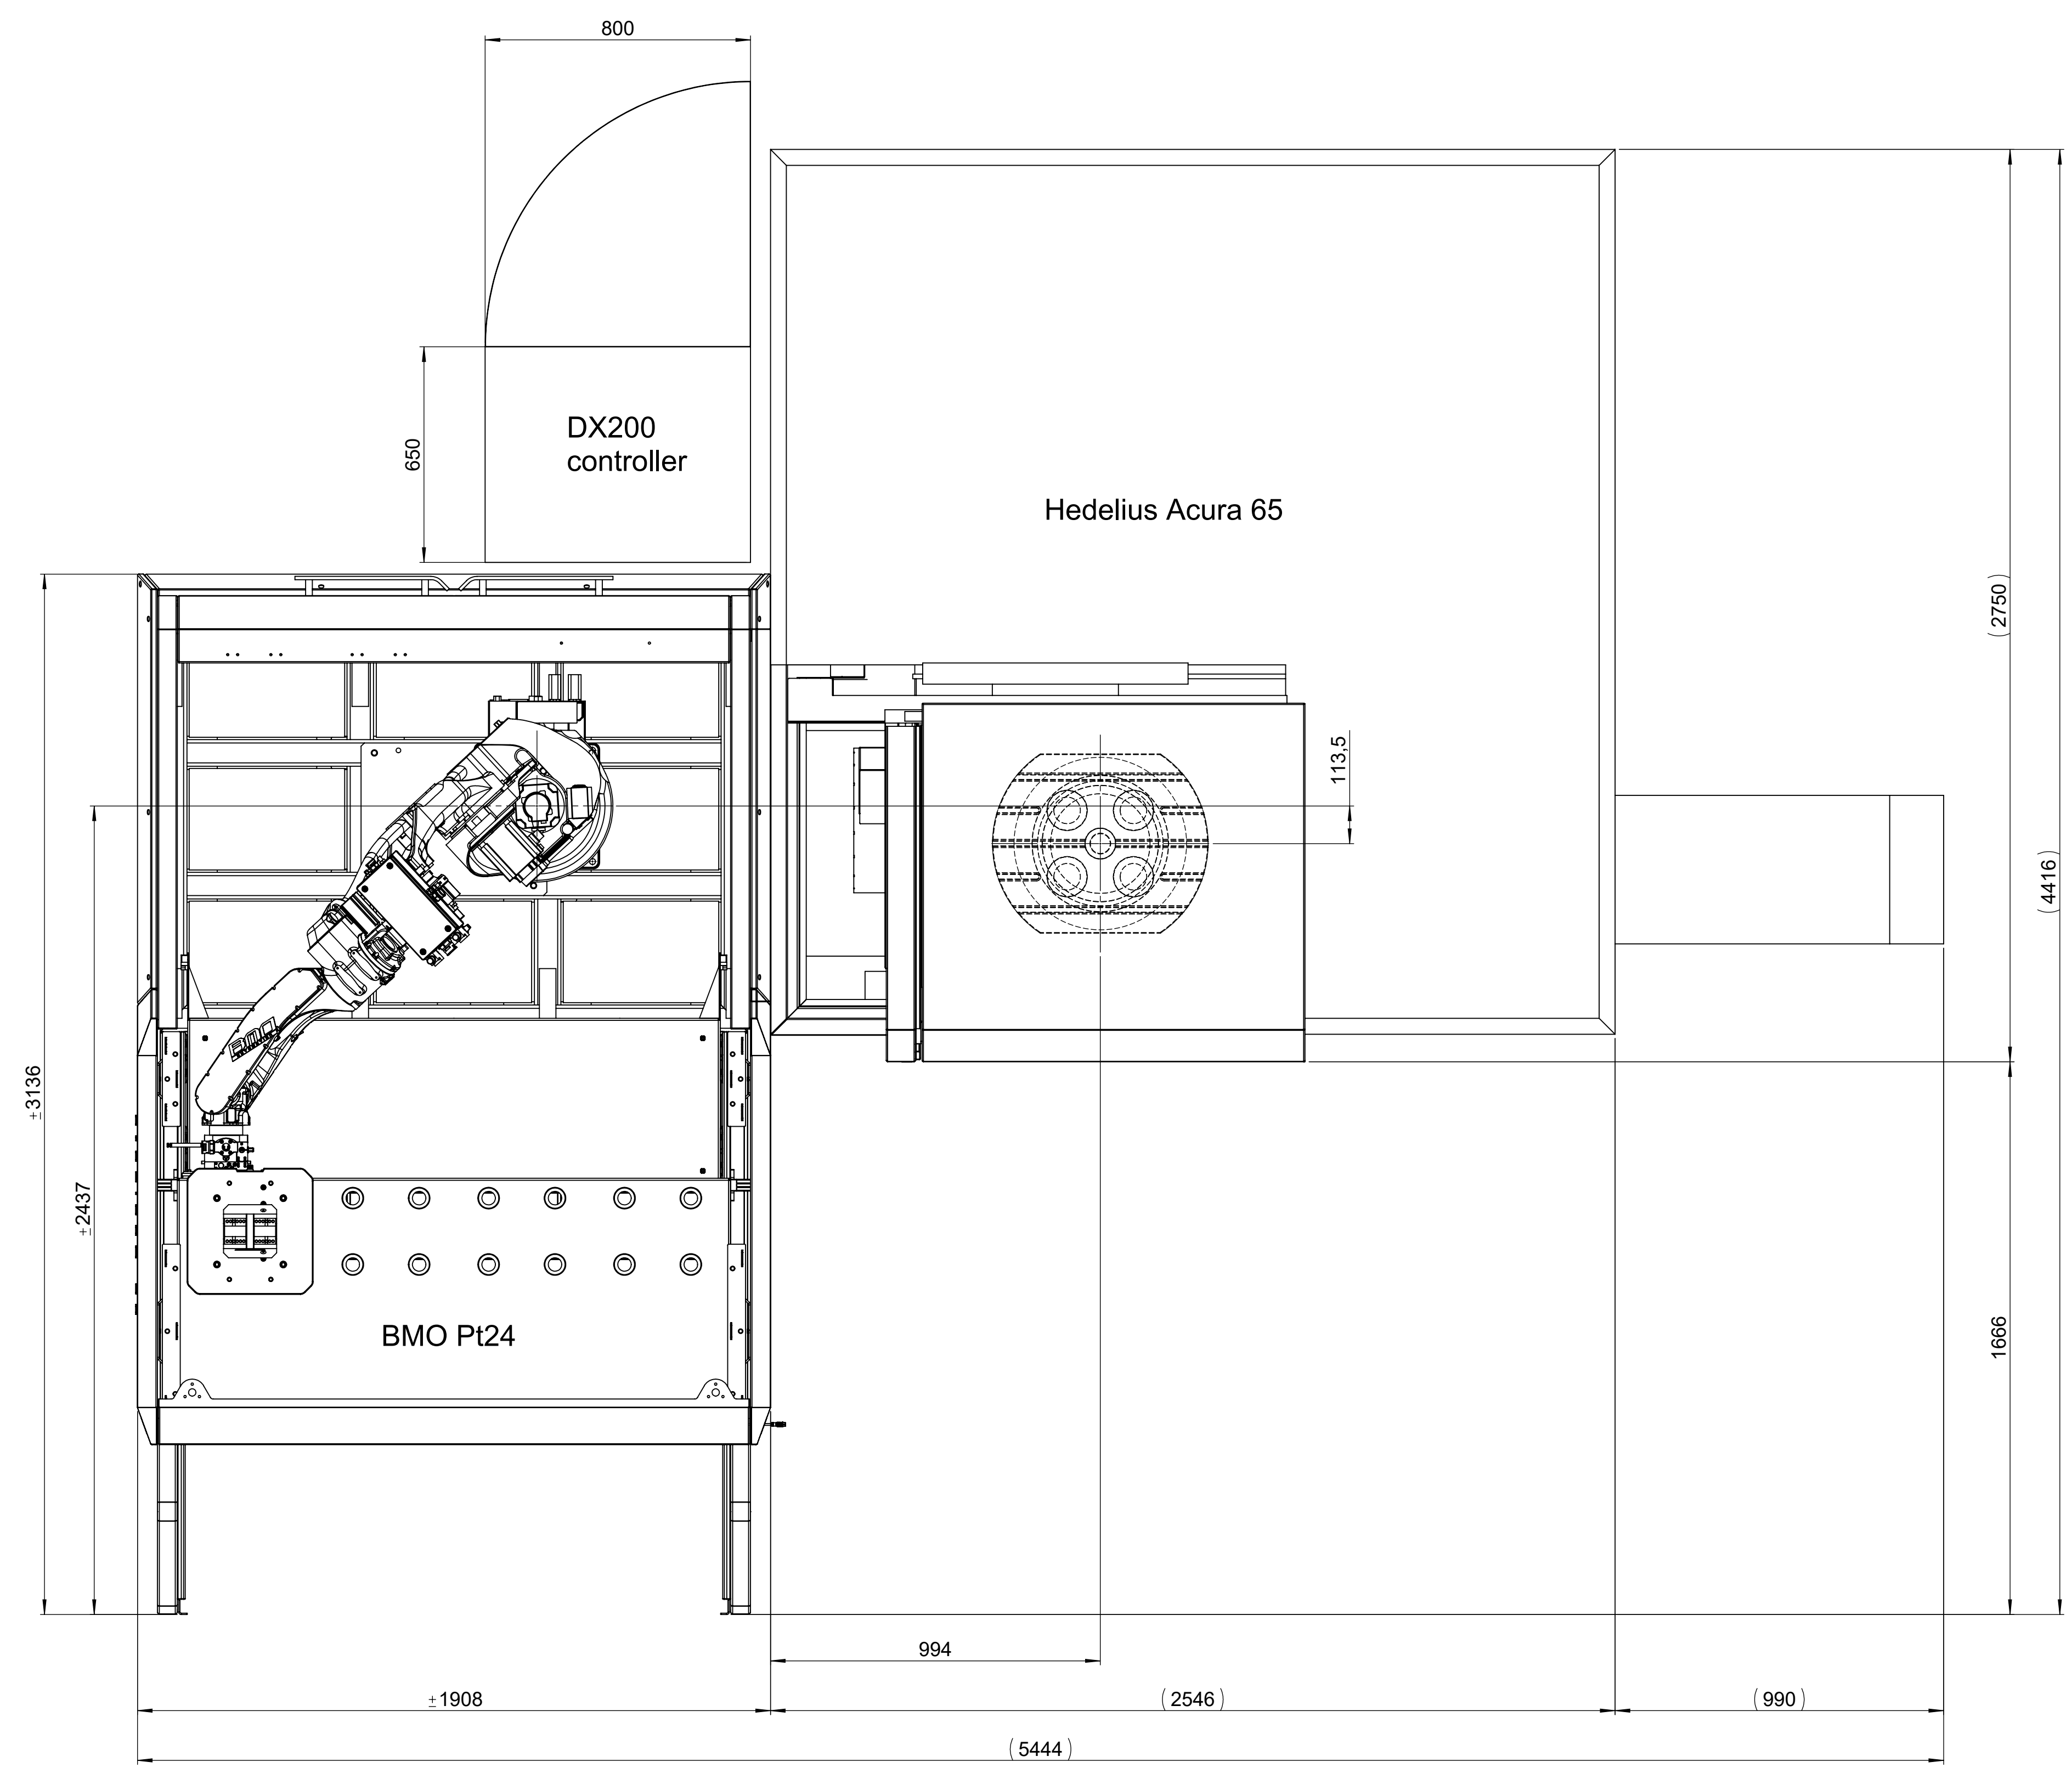 800
DX200
controller
650
Hedelius Acura 65
(2750)
(4416)
113,5
±3136
±2437
BMO
BMO Pt24
1666
994
±1908
(2546)
(990)
(5444)